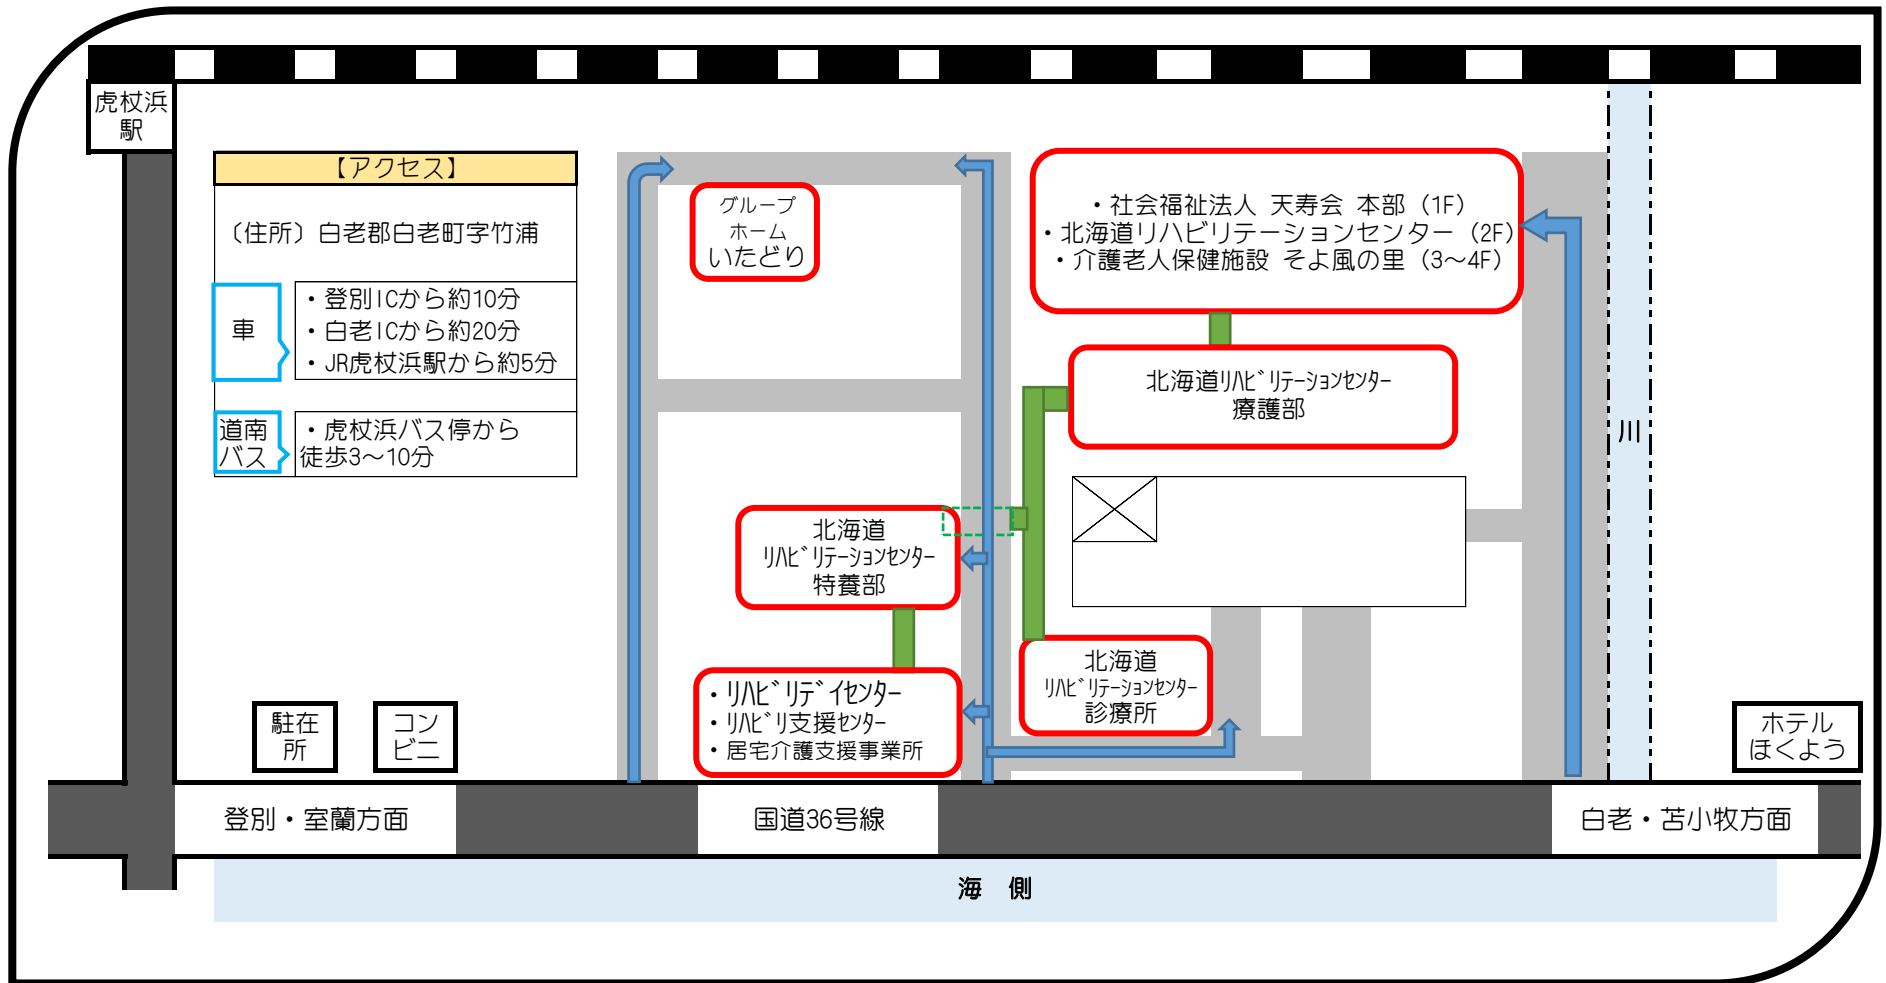 虎杖浜
駅
【アクセス】
（住所）白老郡白老町字竹浦
車
・登別ICから約10分
・白老ICから約20分
・JR虎杖浜駅から約5分
道南
バス
・虎杖浜バス停から
徒歩3～10分
グループ
ホーム
いたどり
・社会福祉法人 天寿会 本部（1F）
・北海道リハビリテーションセンター（2F）
・介護老人保健施設 そよ風の里（3～4F）
北海道ﾘﾊﾋﾞﾘﾃｰｼｮﾝｾﾝﾀｰ
療護部
川
北海道
ﾘﾊﾋﾞﾘﾃｰｼｮﾝｾﾝﾀｰ
特養部
北海道
ﾘﾊﾋﾞﾘﾃｰｼｮﾝｾﾝﾀｰ
診療所
・ﾘﾊﾋﾞﾘﾃﾞｲｾﾝﾀｰ
・ﾘﾊﾋﾞﾘ支援ｾﾝﾀｰ
・居宅介護支援事業所
駐在
所
コン
ビニ
ホテル
ほくよう
登別・室蘭方面
国道36号線
白老・苫小牧方面
海 側